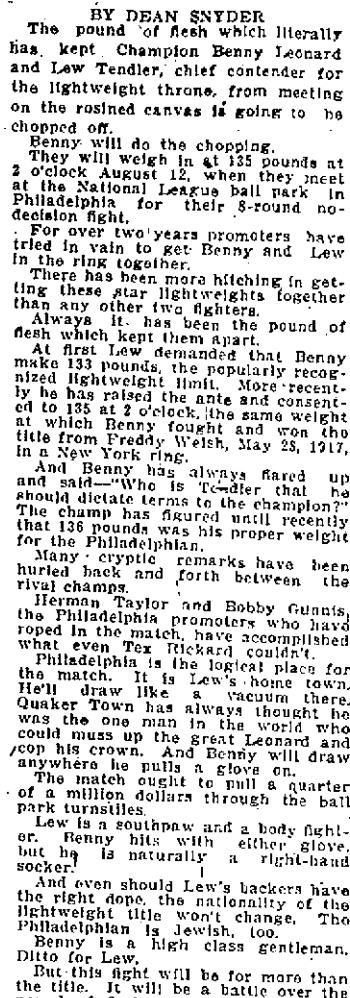 BY DEAN SNYDER
The pound of flesh which literally
has kept Champion Benny Leonard
and Lew Tendler, chief contender for
the lightweight throne, from meeting
on the rosined canvas is going to be
chopped off.
Benny will do the chopping.
They will weigh in at 135 pounds at
2 o'clock August 12, when they meet
at the National League ball park in
Philadelphia for their 8-round no-
decision fight.
For over two years promoters have
tried in vain to get Benny and Lew
in the ring together.
There has been more hitching in get-
ting these star lightweights together
than any other two fighters.
Always it has been the pound of
flesh which kept them apart.
At first Lew demanded that Benny
make 133 pounds, the popularly recog-
nized lightweight limit. More recent-
ly he has raised the ante and consent-
ed to 135 at 2 o'clock, the same weight
at which Benny fought and won the
title from Freddy Welsh, May 28, 1917,
in a New York ring.
And Benny has always flared up
and said—"Who is Tendler that he
should dictate terms to the champion?"
The champ has figured until recently
that 136 pounds was his proper weight
for the Philadelphian.
Many cryptic remarks have been
hurled back and forth between the
rival champs.
Herman Taylor and Bobby Gunnis,
the Philadelphia promoters who have
roped in the match, have accomplished
what even Tex Rickard couldn't.
Philadelphia is the logical place for
the match. It is Lew's home town.
He'll draw like a vacuum there.
Quaker Town has always thought he
was the one man in the world who
could muss up the great Leonard and
cop his crown. And Benny will draw
anywhere he pulls a glove on.
The match ought to pull a quarter
of a million dollars through the ball
park turnstiles.
Lew is a southpaw and a body fight-
er. Benny hits with either glove,
but he is naturally a right-hand
socker.
And even should Lew's backers have
the right dope, the nationality of the
lightweight title won't change. The
Philadelphian is Jewish, too.
Benny is a high class gentleman.
Ditto for Lew.
But this fight will be for more than
the title. It will be a battle over the